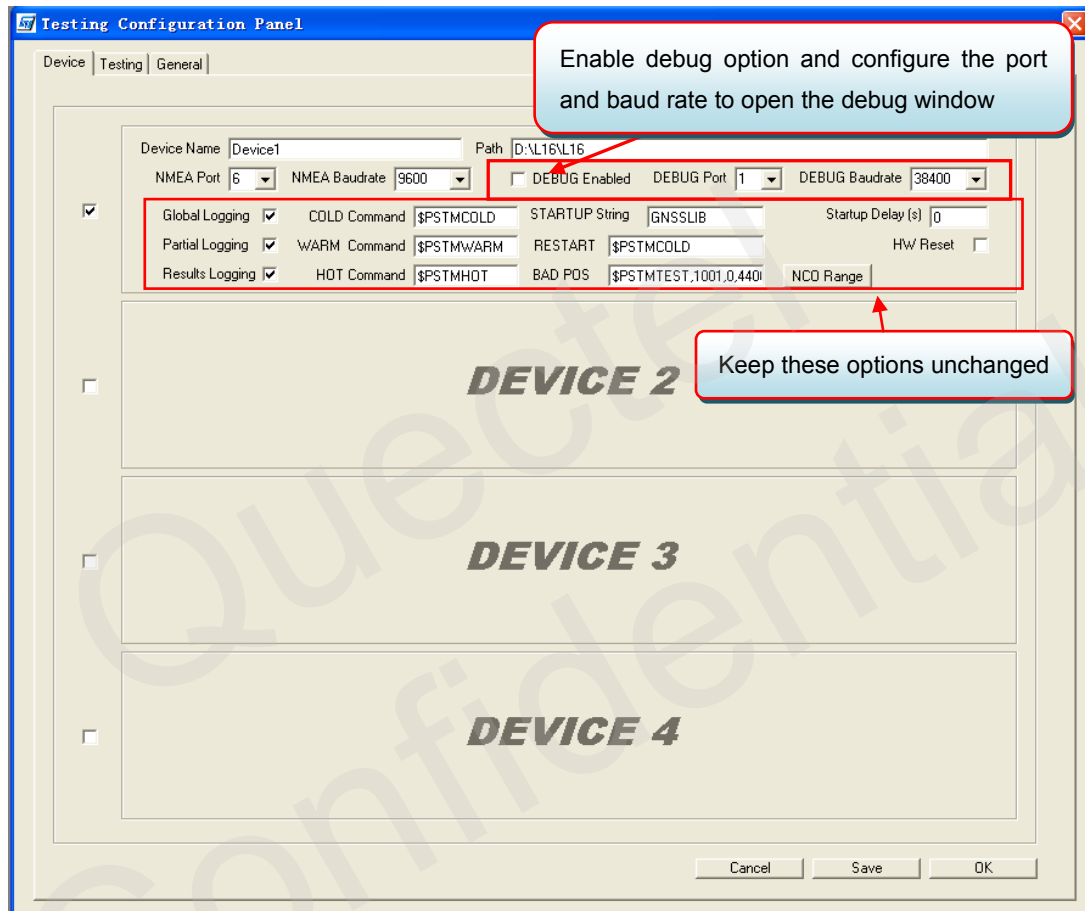 Testing Configuration Panel
Enable debug option and configure the port
and baud rate to open the debug window
Device Testing General
Device Name Device1 Path D:\L16\L16
NMEA Port 6 NMEA Baudrate 9600 DEBUG Enabled DEBUG Port 1 DEBUG Baudrate 38400
Global Logging COLD Command $PSTMCOLD STARTUP String GNSSLIB Startup Delay (s) 0
Partial Logging WARM Command $PSTMWARM RESTART $PSTMCOLD HW Reset
Results Logging HOT Command $PSTMHOT BAD POS $PSTMTEST,1001,0,440 NCO Range
Keep these options unchanged
DEVICE 2
DEVICE 3
DEVICE 4
Cancel Save OK
Quectel
Confidential